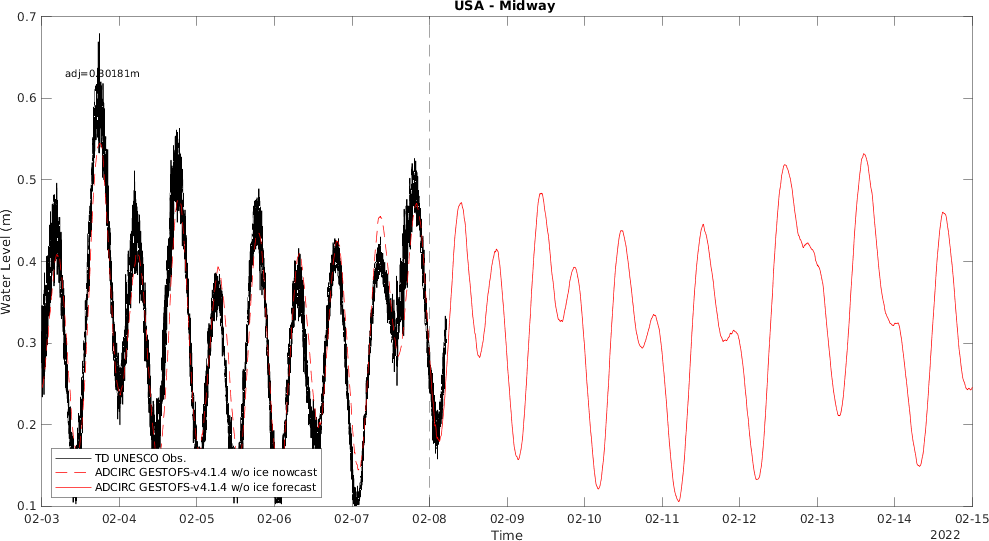 USA - Midway
adj=0.30181m
Water Level (m)
0.7
0.6
0.5
0.4
0.3
0.2
0.1
TD UNESCO Obs.
ADCIRC GESTOFS-v4.1.4 w/o ice nowcast
ADCIRC GESTOFS-v4.1.4 w/o ice forecast
02-03 02-04 02-05 02-06 02-07 02-08 02-09 02-10 02-11 02-12 02-13 02-14 02-15
Time
2022